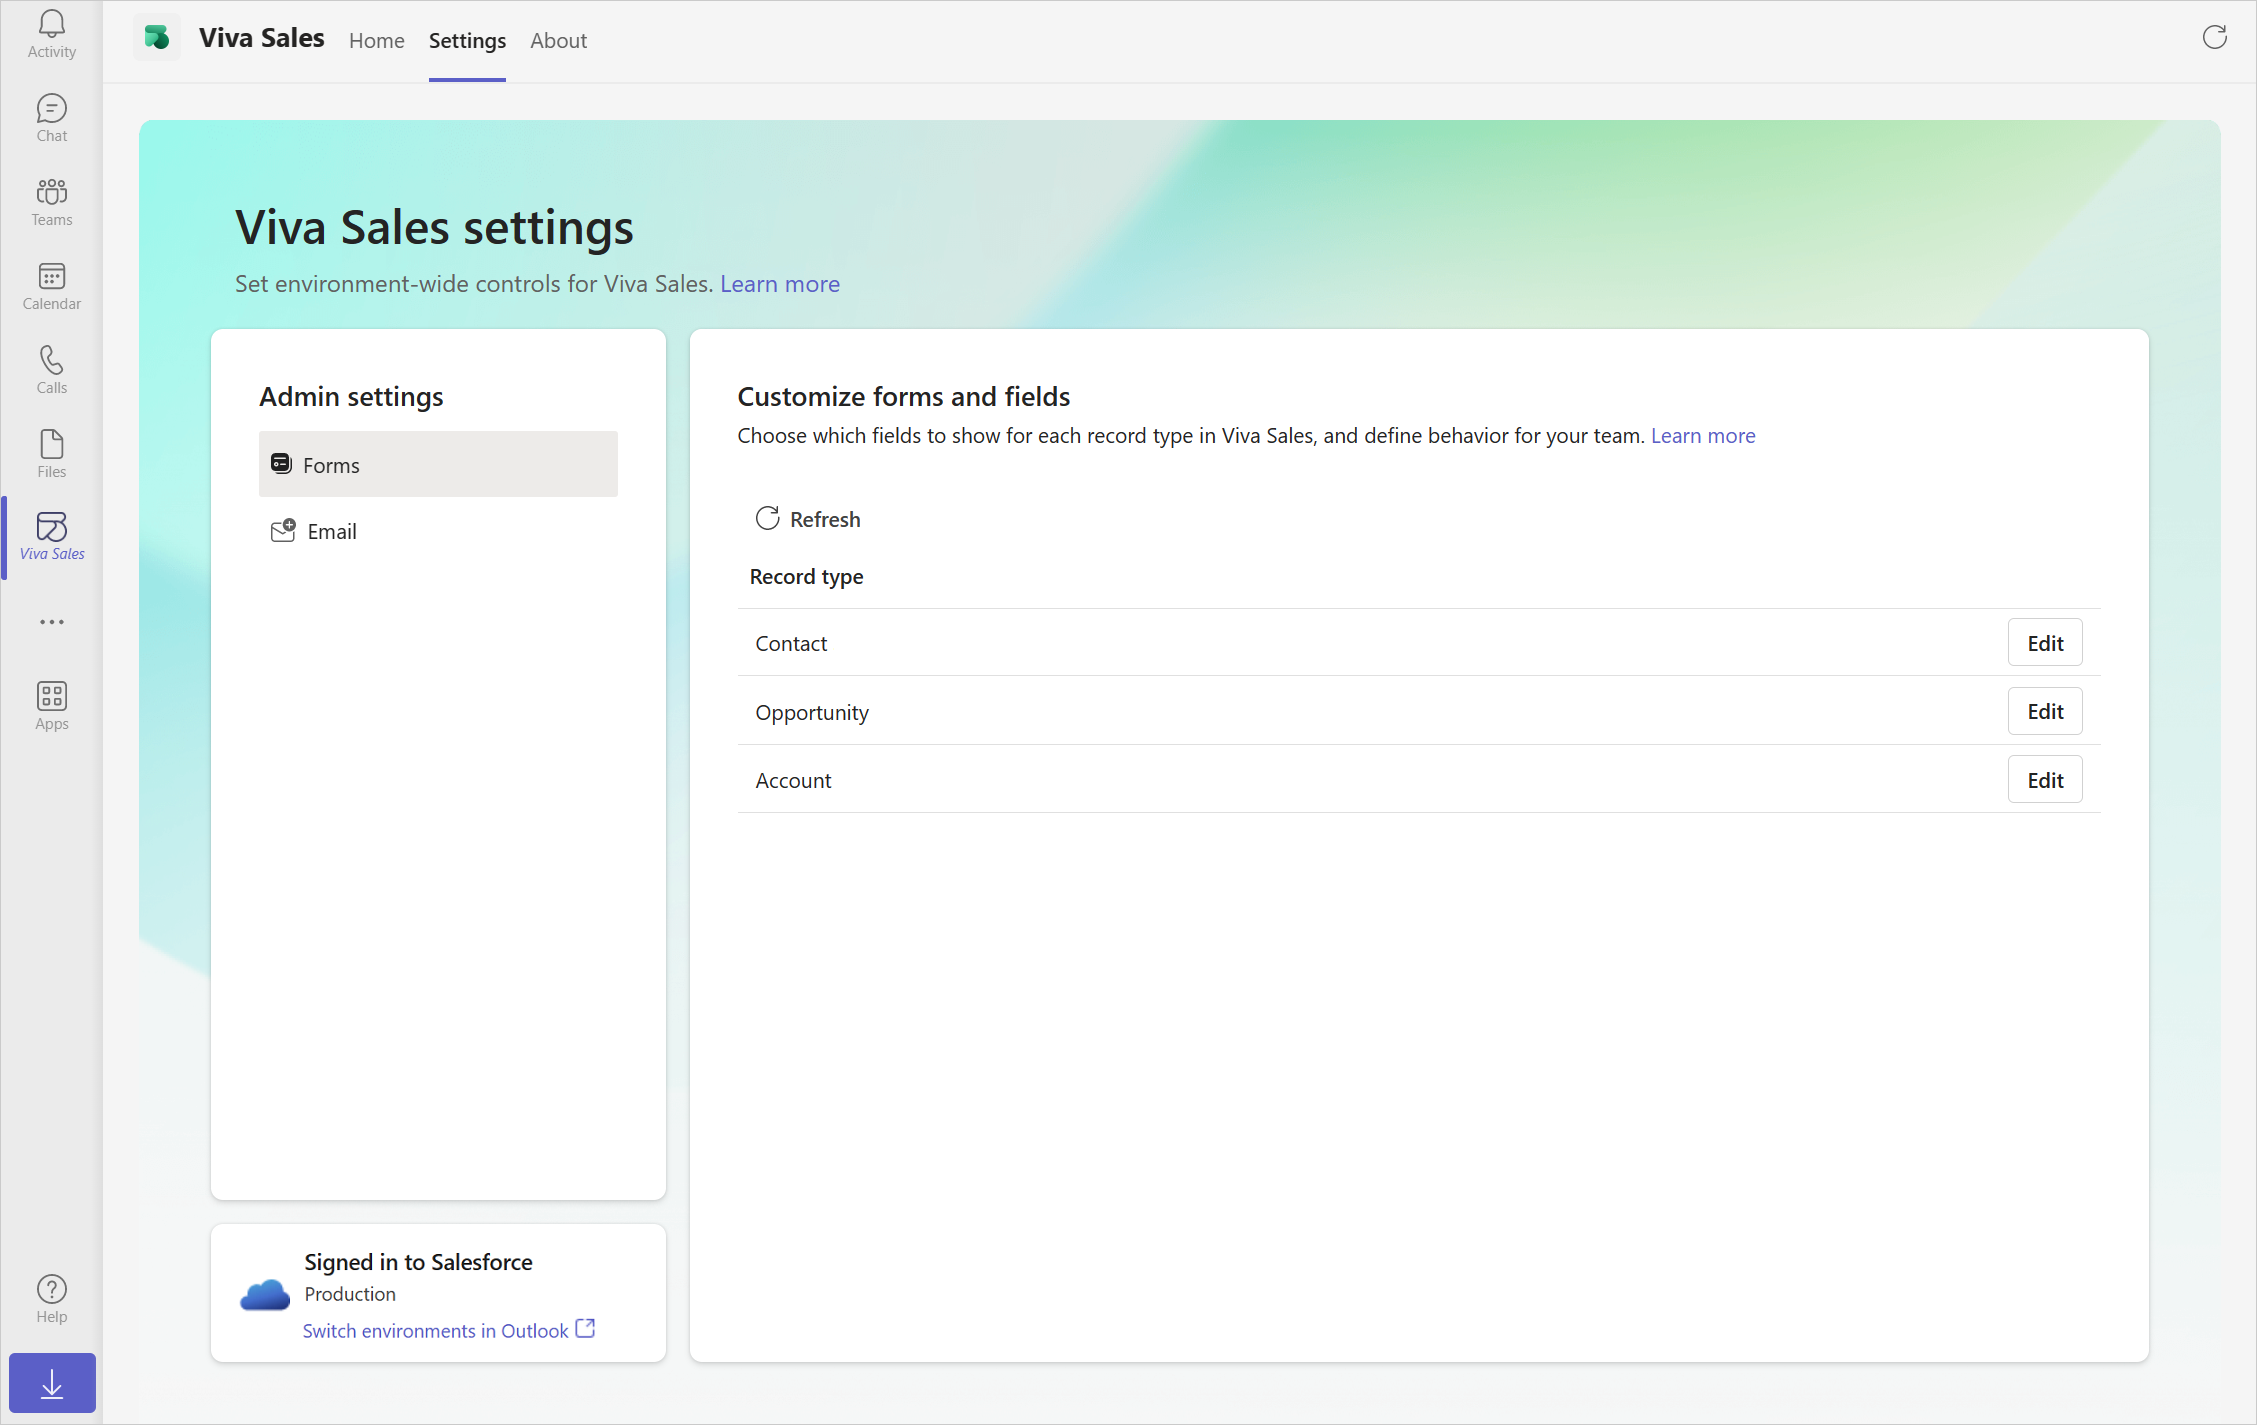 Activity
Chat
Teams
Calendar
Calls
Files
Viva Sales
Apps
Help
Viva Sales
Home
Settings
About
Viva Sales settings
Set environment-wide controls for Viva Sales. Learn more
Admin settings
Forms
Email
Signed in to Salesforce
Production
Switch environments in Outlook
Customize forms and fields
Choose which fields to show for each record type in Viva Sales, and define behavior for your team. Learn more
Refresh
Record type
Contact
Edit
Opportunity
Edit
Account
Edit